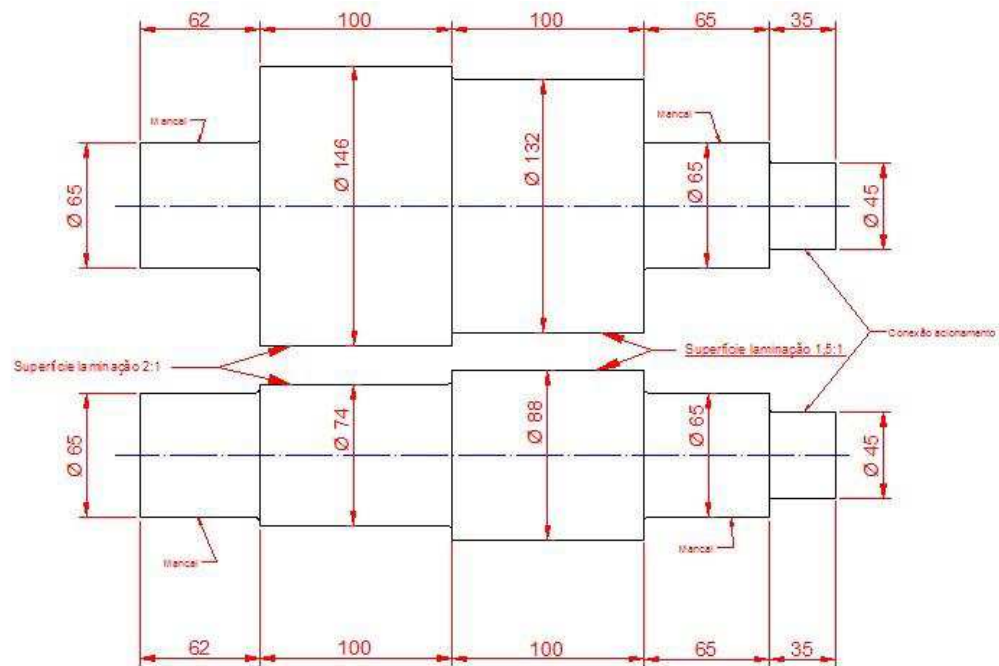 62 100 100 65 35
Mancal
Mancal
Ø 65
Ø 146
Ø 132
Ø 65
Ø 45
Conexão acionamento
Superfície laminação 2:1
Superfície laminação 1,5:1
Ø 65
Ø 74
Ø 88
Ø 65
Ø 45
Mancal
Mancal
62 100 100 65 35